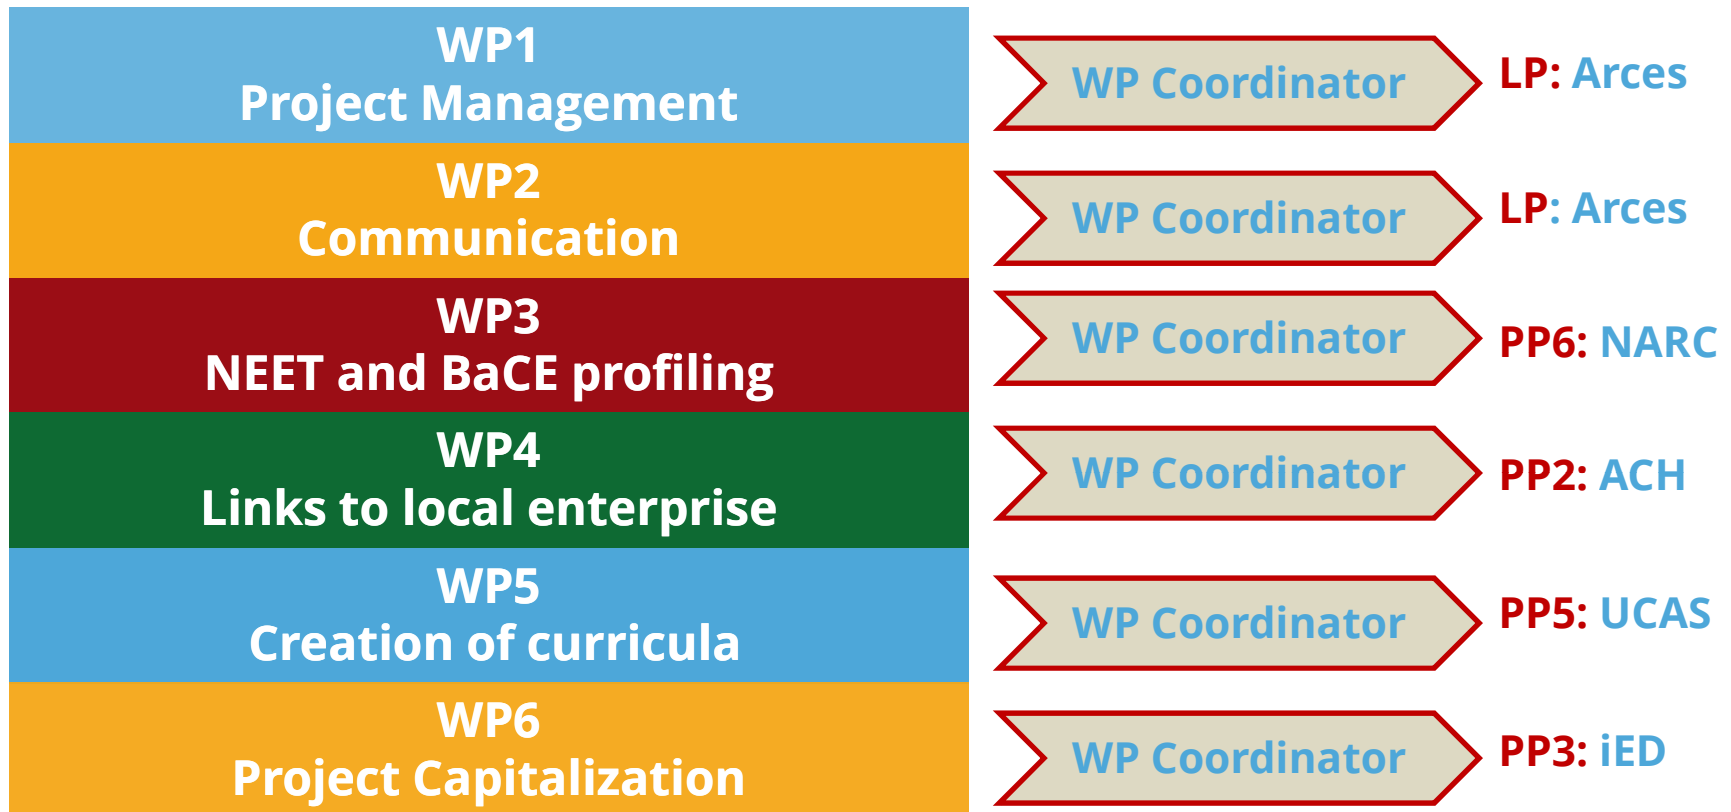 WP1
Project Management
WP Coordinator
LP: Arces
WP2
Communication
WP Coordinator
LP: Arces
WP3
NEET and BaCE profiling
WP Coordinator
PP6: NARC
WP4
Links to local enterprise
WP Coordinator
PP2: ACH
WP5
Creation of curricula
WP Coordinator
PP5: UCAS
WP6
Project Capitalization
WP Coordinator
PP3: iED